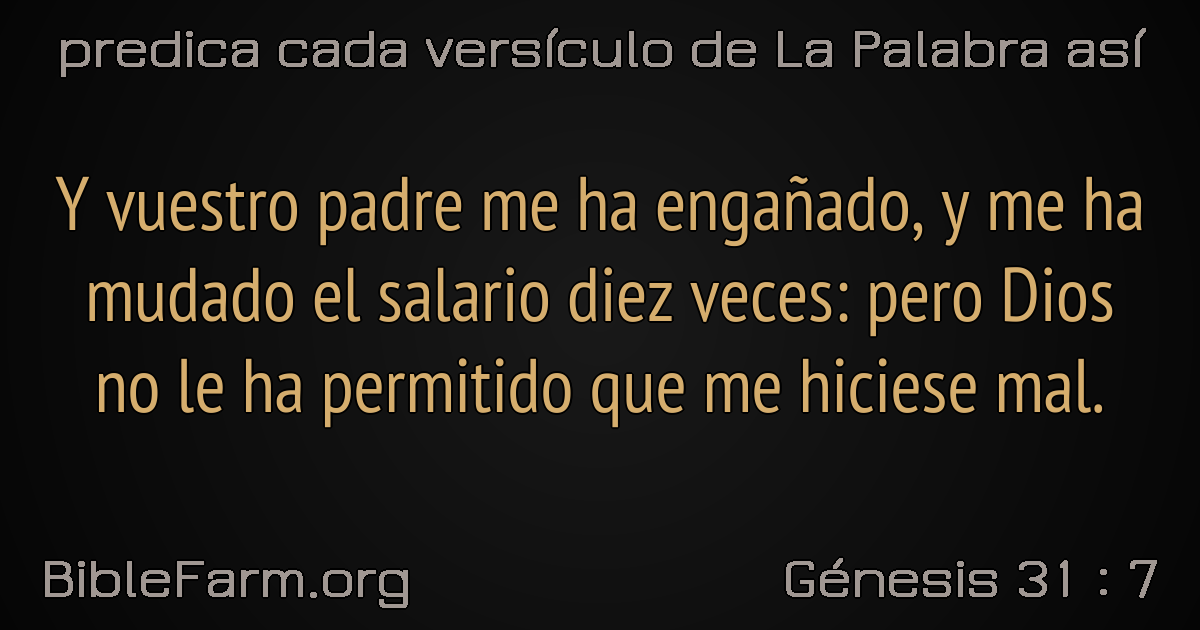 predica cada versículo de La Palabra así
Y vuestro padre me ha engañado, y me ha
mudado el salario diez veces: pero Dios
no le ha permitido que me hiciese mal.
BibleFarm.org
Génesis 31 : 7